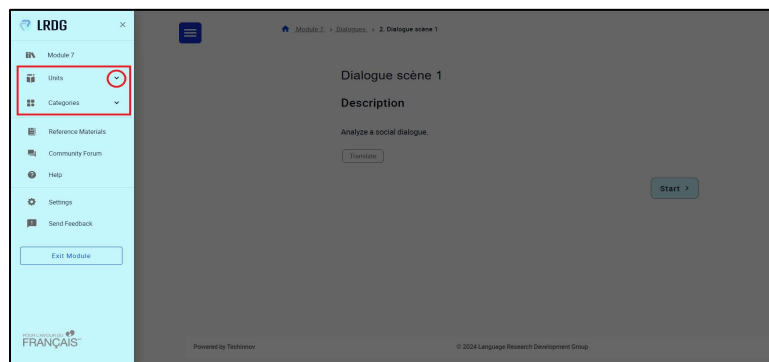 LRDG ×
Module 7
Units
Categories
Reference Materials
Community Forum
Help
Settings
Send Feedback
Exit Module
POUR L'AMOUR DU
FRANÇAIS
Module 7 > Dialogues > 2. Dialogue scène 1
Dialogue scène 1
Description
Analyze a social dialogue.
Translate
Start >
Powered by Techinnov
© 2024 Language Research Development Group